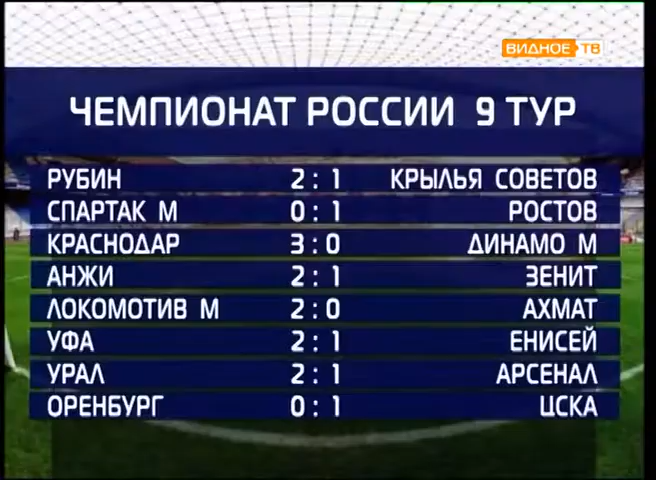 ВИДНОЕ ТВ
ЧЕМПИОНАТ РОССИИ 9 ТУР
РУБИН 2:1 КРЫЛЬЯ СОВЕТОВ
СПАРТАК М 0:1 РОСТОВ
КРАСНОДАР 3:0 ДИНАМО М
АНЖИ 2:1 ЗЕНИТ
ЛОКОМОТИВ М 2:0 АХМАТ
УФА 2:1 ЕНИСЕЙ
УРАЛ 2:1 АРСЕНАЛ
ОРЕНБУРГ 0:1 ЦСКА